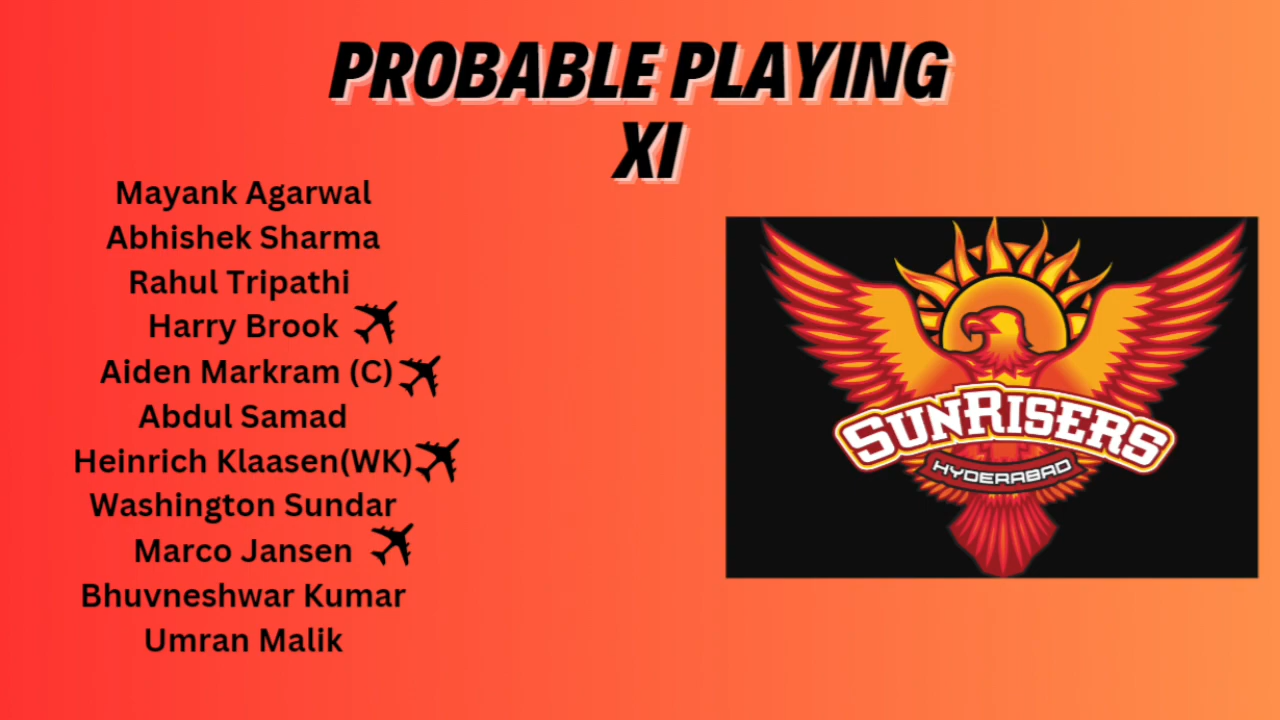 PROBABLE PLAYING
XI
Mayank Agarwal
Abhishek Sharma
Rahul Tripathi
Harry Brook
Aiden Markram (C)
Abdul Samad
Heinrich Klaasen(WK)
Washington Sundar
Marco Jansen
Bhuvneshwar Kumar
Umran Malik
SUNRISERS
HYDERABAD